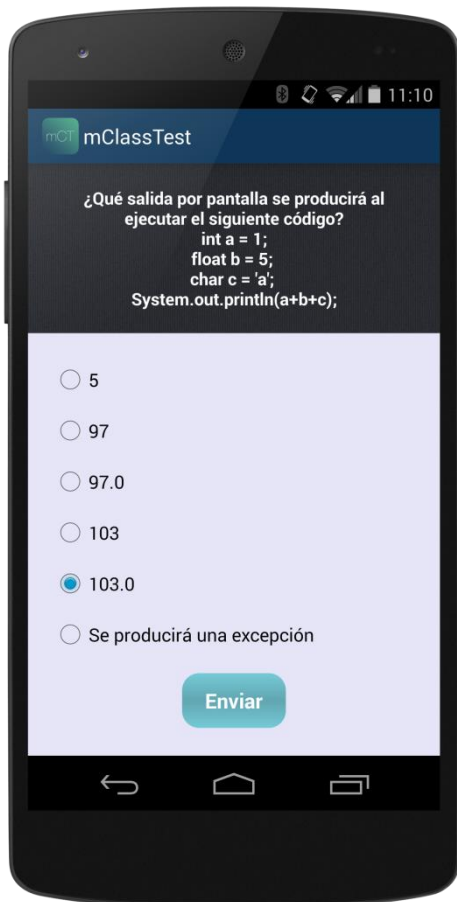 11:10
mCT mClassTest
¿Qué salida por pantalla se producirá al
ejecutar el siguiente código?
int a = 1;
float b = 5;
char c = 'a';
System.out.println(a+b+c);
5
97
97.0
103
103.0
Se producirá una excepción
Enviar